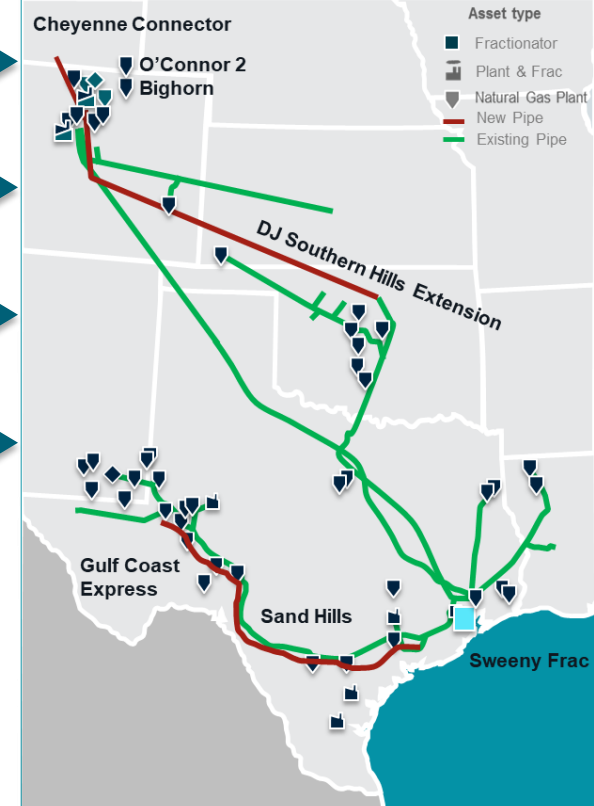 Cheyenne Connector
O'Connor 2
Bighorn
Asset type
Fractionator
Plant & Frac
Natural Gas Plant
New Pipe
Existing Pipe
DJ Southern Hills Extension
Gulf Coast
Express
Sand Hills
Sweeny Frac